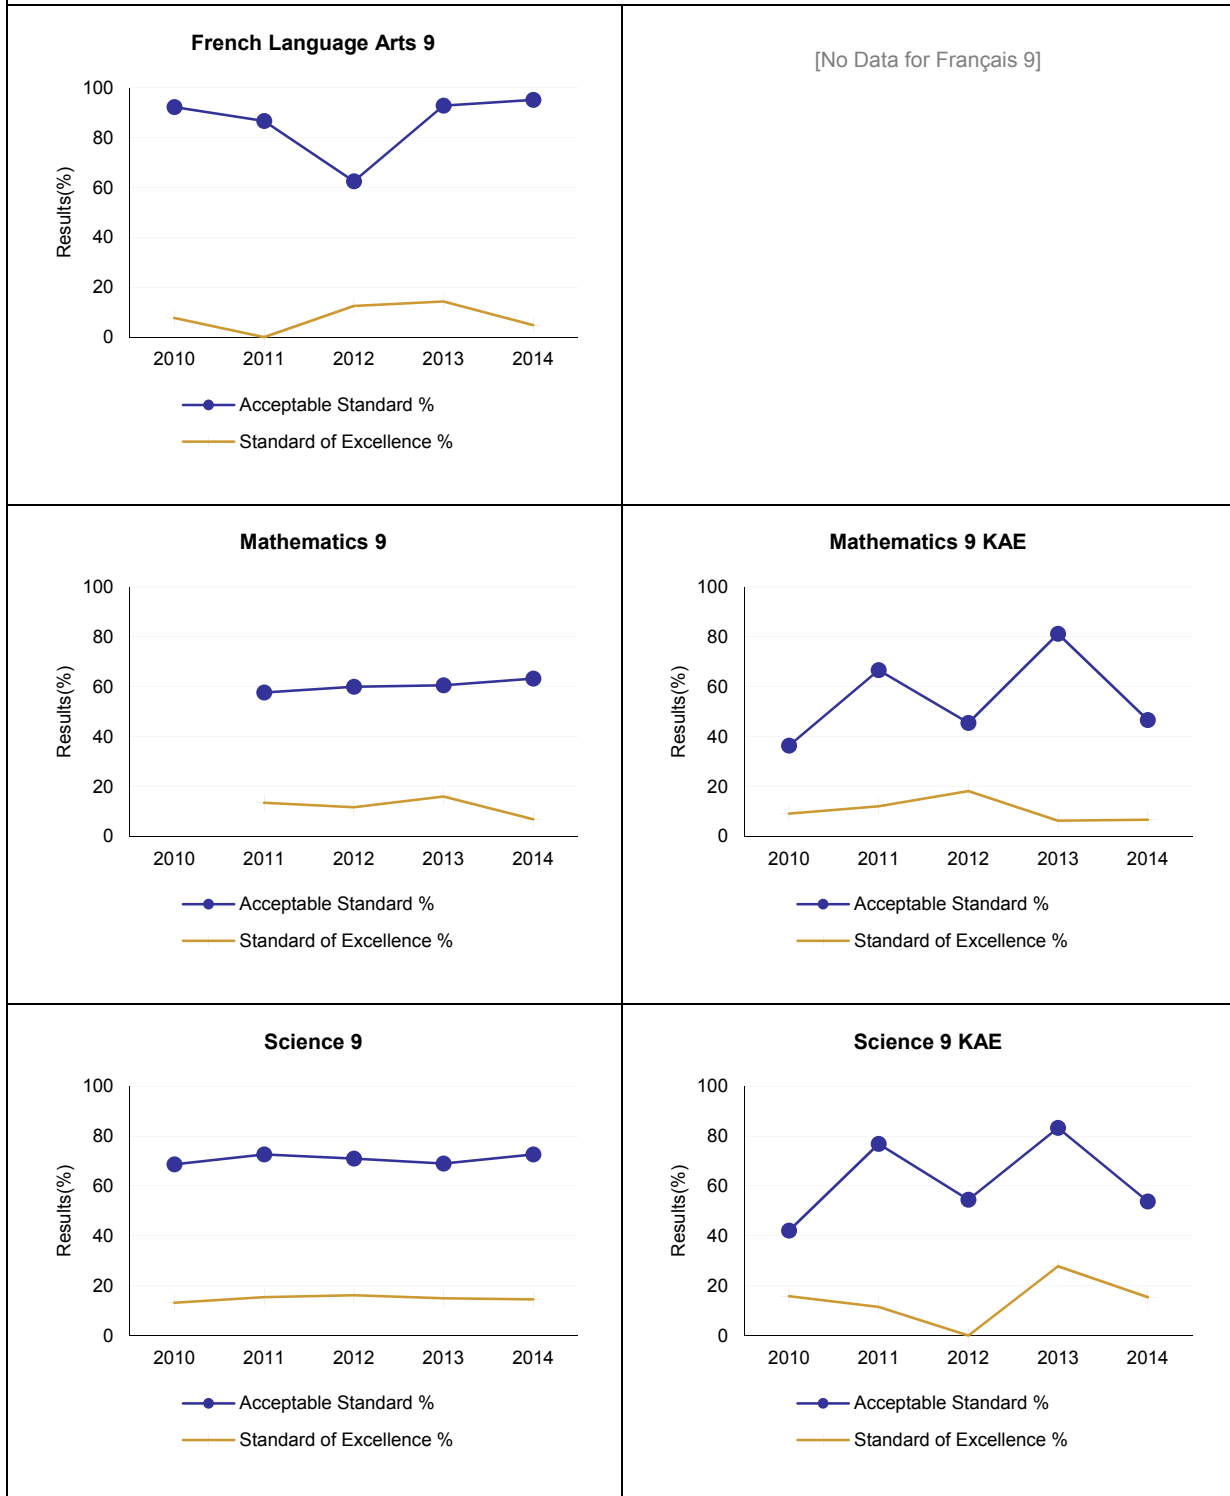 French Language Arts 9
100
80
60
40
20
0
Results(%)
2010 2011 2012 2013 2014
Acceptable Standard %
Standard of Excellence %
[No Data for Français 9]
Mathematics 9
100
80
60
40
20
0
Results(%)
2010 2011 2012 2013 2014
Acceptable Standard %
Standard of Excellence %
Mathematics 9 KAE
100
80
60
40
20
0
Results(%)
2010 2011 2012 2013 2014
Acceptable Standard %
Standard of Excellence %
Science 9
100
80
60
40
20
0
Results(%)
2010 2011 2012 2013 2014
Acceptable Standard %
Standard of Excellence %
Science 9 KAE
100
80
60
40
20
0
Results(%)
2010 2011 2012 2013 2014
Acceptable Standard %
Standard of Excellence %